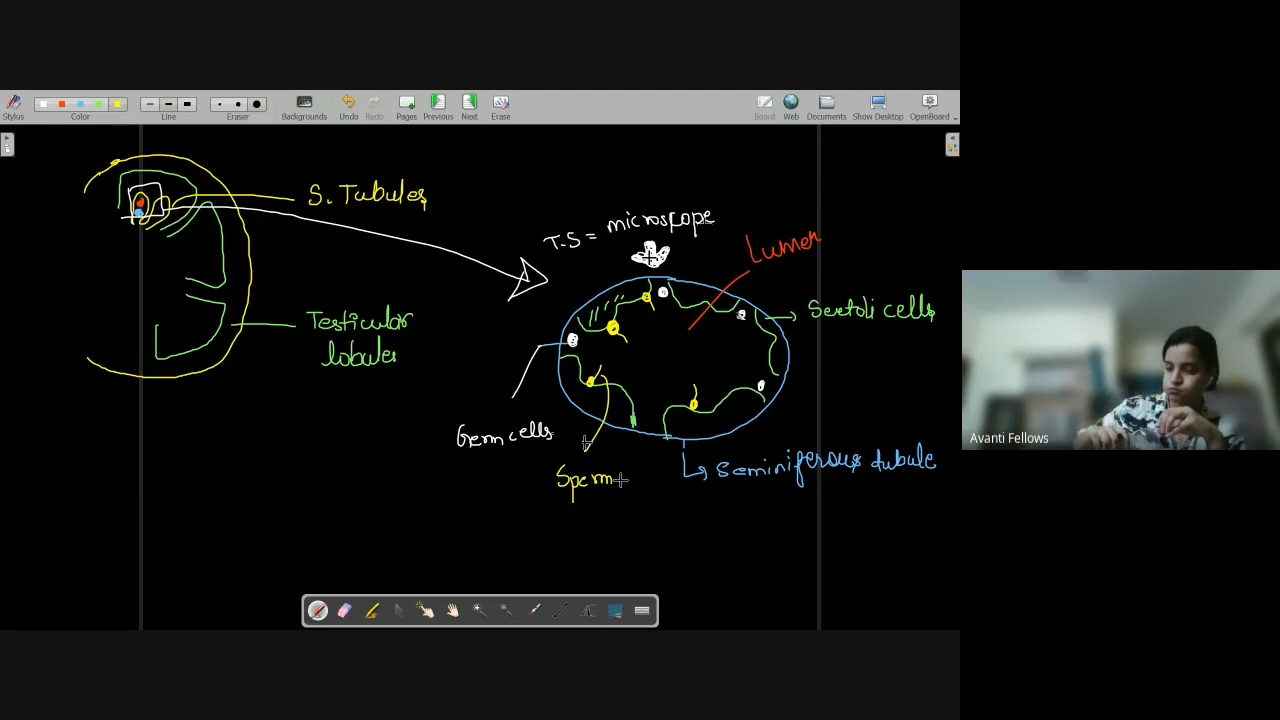 Stylus
Color
Line
Eraser
Backgrounds
Undo
Redo
Pages
Previous
Next
Erase
Board
Web
Documents
Show Desktop
OpenBoard
S. Tubules
T.S = microscope
Lumen
Testicular
lobules
Sertoli cells
Germ cells
Sperm
Seminiferous tubule
Avanti Fellows